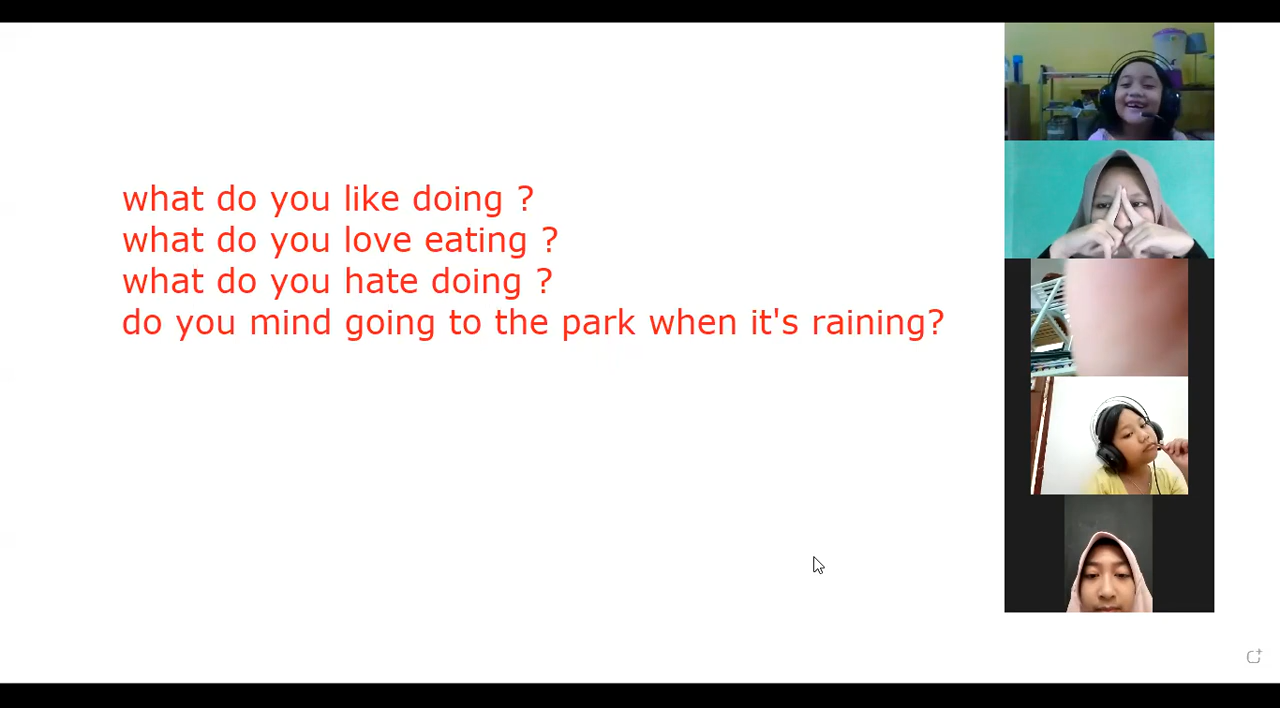 what do you like doing ?
what do you love eating ?
what do you hate doing ?
do you mind going to the park when it's raining?